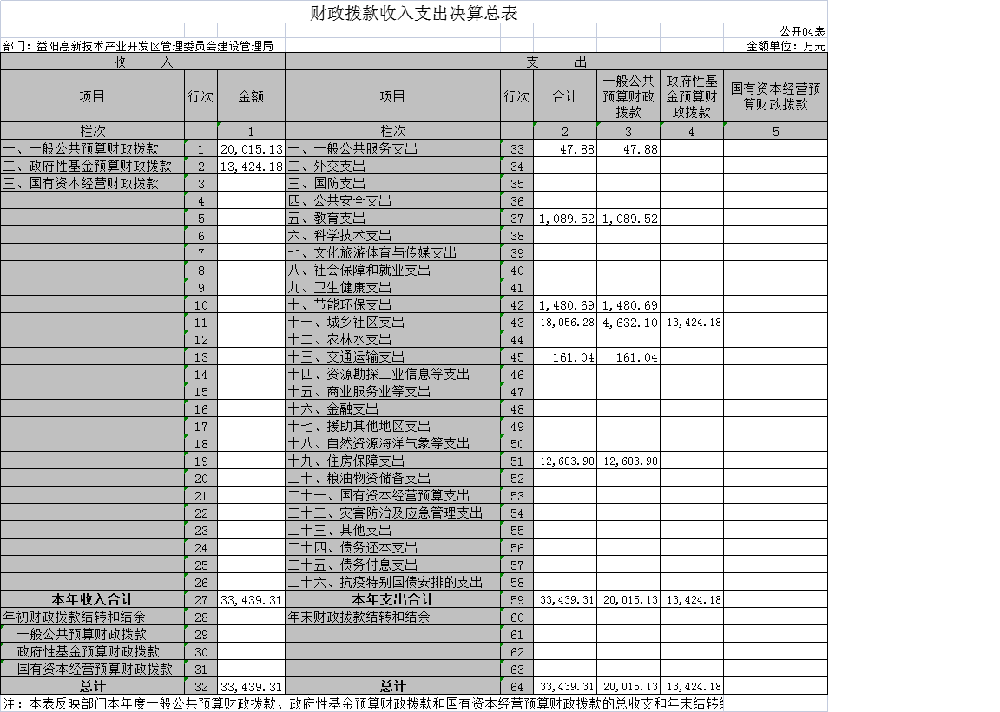 财政拨款收入支出决算总表
公开04表
部门：益阳高新技术产业开发区管理委员会建设管理局 金额单位：万元
收 入 支 出
项目 行次 金额 项目 行次 合计 一般公共预算财政拨款 政府性基金预算财政拨款 国有资本经营预算财政拨款
栏次 1 栏次 2 3 4 5
一、一般公共预算财政拨款 1 20,015.13 一、一般公共服务支出 33 47.88 47.88
二、政府性基金预算财政拨款 2 13,424.18 二、外交支出 34
三、国有资本经营财政拨款 3 三、国防支出 35
4 四、公共安全支出 36
5 五、教育支出 37 1,089.52 1,089.52
6 六、科学技术支出 38
7 七、文化旅游体育与传媒支出 39
8 八、社会保障和就业支出 40
9 九、卫生健康支出 41
10 十、节能环保支出 42 1,480.69 1,480.69
11 十一、城乡社区支出 43 18,056.28 4,632.10 13,424.18
12 十二、农林水支出 44
13 十三、交通运输支出 45 161.04 161.04
14 十四、资源勘探工业信息等支出 46
15 十五、商业服务业等支出 47
16 十六、金融支出 48
17 十七、援助其他地区支出 49
18 十八、自然资源海洋气象等支出 50
19 十九、住房保障支出 51 12,603.90 12,603.90
20 二十、粮油物资储备支出 52
21 二十一、国有资本经营预算支出 53
22 二十二、灾害防治及应急管理支出 54
23 二十三、其他支出 55
24 二十四、债务还本支出 56
25 二十五、债务付息支出 57
26 二十六、抗疫特别国债安排的支出 58
本年收入合计 27 33,439.31 本年支出合计 59 33,439.31 20,015.13 13,424.18
年初财政拨款结转和结余 28 年末财政拨款结转和结余 60
一般公共预算财政拨款 29 61
政府性基金预算财政拨款 30 62
国有资本经营预算财政拨款 31 63
总计 32 33,439.31 总计 64 33,439.31 20,015.13 13,424.18
注：本表反映部门本年度一般公共预算财政拨款、政府性基金预算财政拨款和国有资本经营预算财政拨款的总收支和年末结转